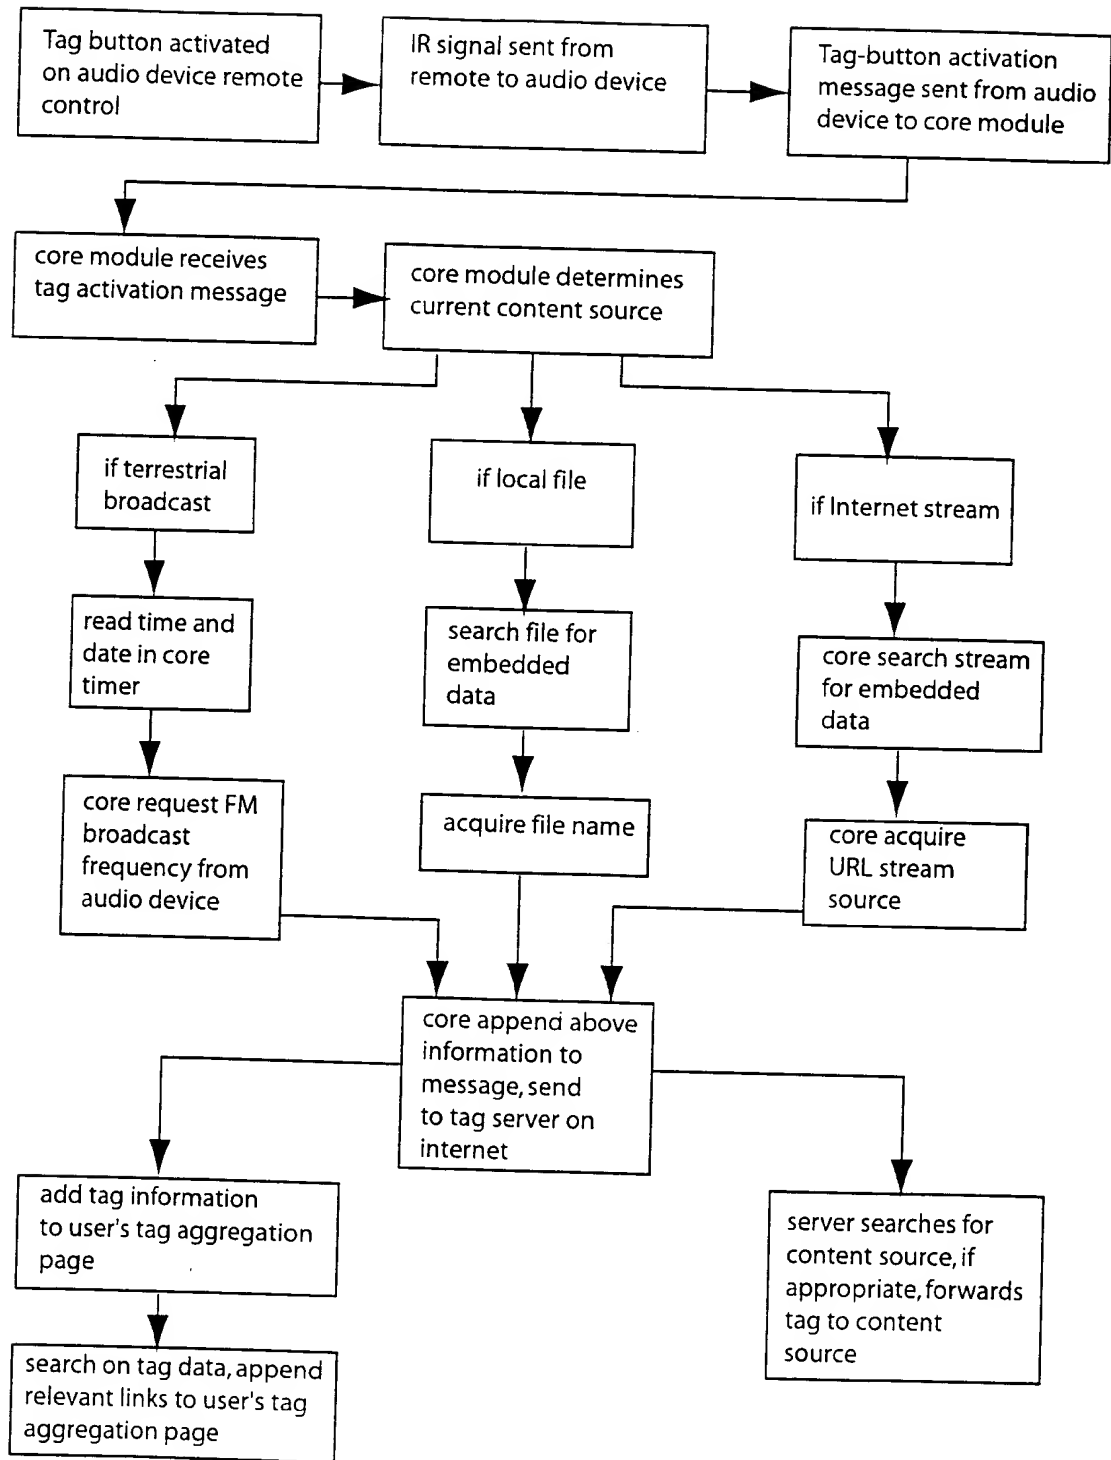 Tag button activated
on audio device remote
control
IR signal sent from
remote to audio device
Tag-button activation
message sent from audio
device to core module
core module receives
tag activation message
core module determines
current content source
if terrestrial
broadcast
if local file
if Internet stream
read time and
date in core
timer
search file for
embedded
data
core search stream
for embedded
data
core request FM
broadcast
frequency from
audio device
acquire file name
core acquire
URL stream
source
core append above
information to
message, send
to tag server on
internet
add tag information
to user's tag aggregation
page
server searches for
content source, if
appropriate, forwards
tag to content
source
search on tag data, append
relevant links to user's tag
aggregation page